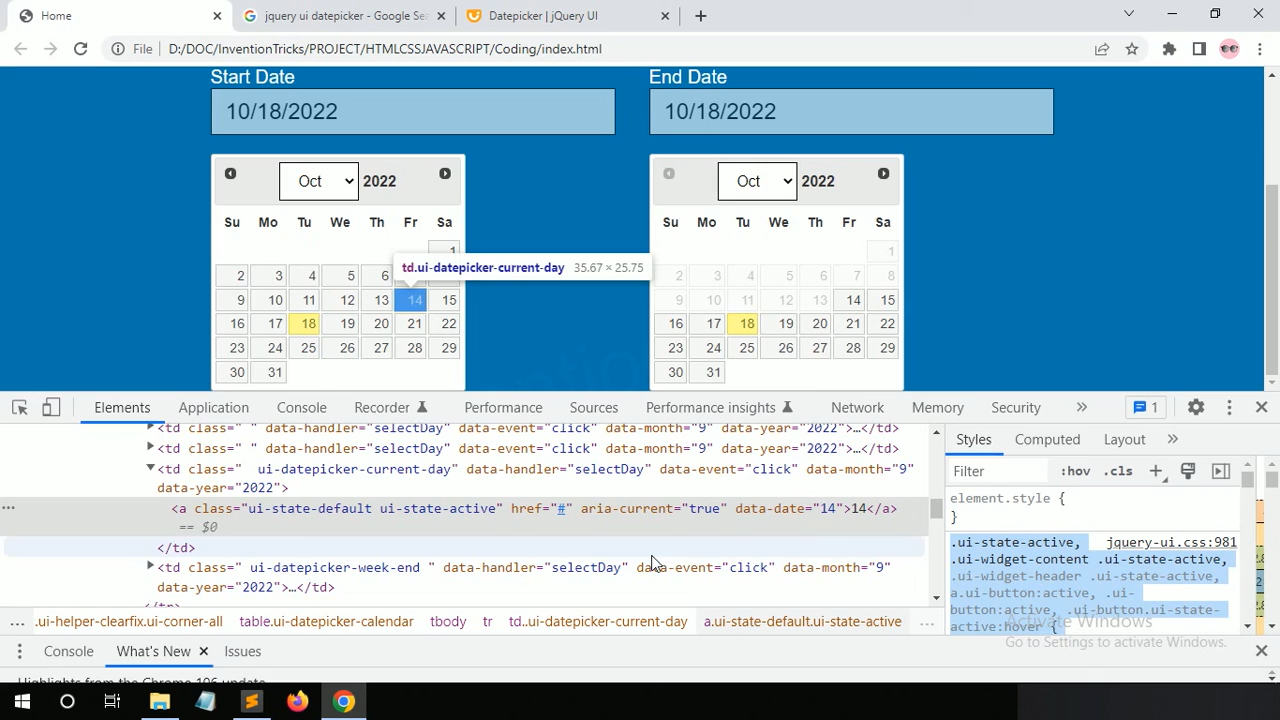 Home
jquery ui datepicker - Google Sea
Datepicker | jQuery UI
File
D:/DOC/InventionTricks/PROJECT/HTMLCSSJAVASCRIPT/Coding/index.html
Start Date
End Date
10/18/2022
10/18/2022
Oct 2022
Oct 2022
Su Mo Tu We Th Fr Sa
Su Mo Tu We Th Fr Sa
1
1
td.ui-datepicker-current-day 35.67 × 25.75
2 3 4 5 6
2 3 4 5 6 7 8
9 10 11 12 13 14 15
9 10 11 12 13 14 15
16 17 18 19 20 21 22
16 17 18 19 20 21 22
23 24 25 26 27 28 29
23 24 25 26 27 28 29
30 31
30 31
Elements Application Console Recorder Performance Sources Performance insights Network Memory Security 1
<td class=" " data-handler="selectDay" data-event="click" data-month="9" data-year="2022">…</td>
<td class=" " data-handler="selectDay" data-event="click" data-month="9" data-year="2022">…</td>
<td class="  ui-datepicker-current-day" data-handler="selectDay" data-event="click" data-month="9"
data-year="2022">
<a class="ui-state-default ui-state-active" href="#" aria-current="true" data-date="14">14</a>
== $0
</td>
<td class=" ui-datepicker-week-end " data-handler="selectDay" data-event="click" data-month="9"
data-year="2022">…</td>
</tr>
... .ui-helper-clearfix.ui-corner-all table.ui-datepicker-calendar tbody tr td..ui-datepicker-current-day a.ui-state-default.ui-state-active ...
Styles Computed Layout
Filter :hov .cls
element.style {
}
.ui-state-active, jquery-ui.css:981
.ui-widget-content .ui-state-active,
.ui-widget-header .ui-state-active,
a.ui-button:active, .ui-
button:active, .ui-button.ui-state-
active:hover {
Activate Windows
Go to Settings to activate Windows.
Console What's New Issues
Highlights from the Chrome 106 update